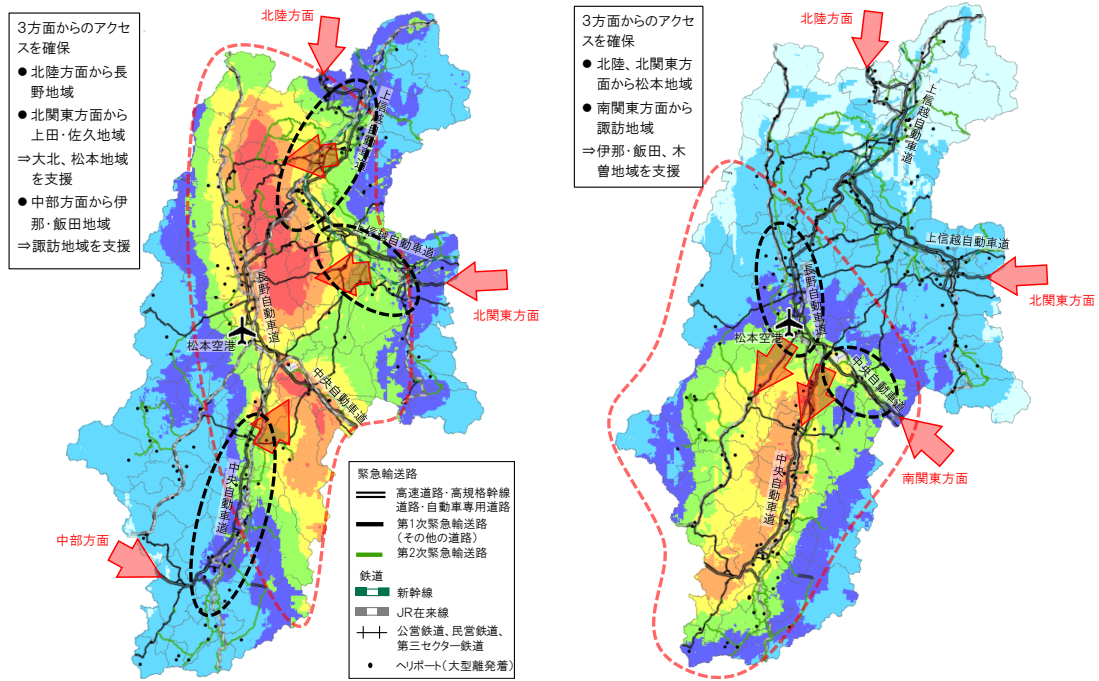 3方面からのアクセ
スを確保
● 北陸方面から長
野地域
● 北関東方面から
上田・佐久地域
⇒大北、松本地域
を支援
● 中部方面から伊
那・飯田地域
⇒諏訪地域を支援
北陸方面
上信越自動車道
上信越自動車道
北関東方面
長野自動車道
松本空港
中央自動車道
中央自動車道
中部方面
緊急輸送路
高速道路・高規格幹線
道路・自動車専用道路
第1次緊急輸送路
(その他の道路)
第2次緊急輸送路
鉄道
新幹線
JR在来線
公営鉄道、民営鉄道、
第三セクター鉄道
ヘリポート(大型離発着)
3方面からのアクセ
スを確保
● 北陸、北関東方
面から松本地域
● 南関東方面から
諏訪地域
⇒伊那・飯田、木
曽地域を支援
北陸方面
上信越自動車道
上信越自動車道
北関東方面
長野自動車道
松本空港
中央自動車道
南関東方面
中央自動車道